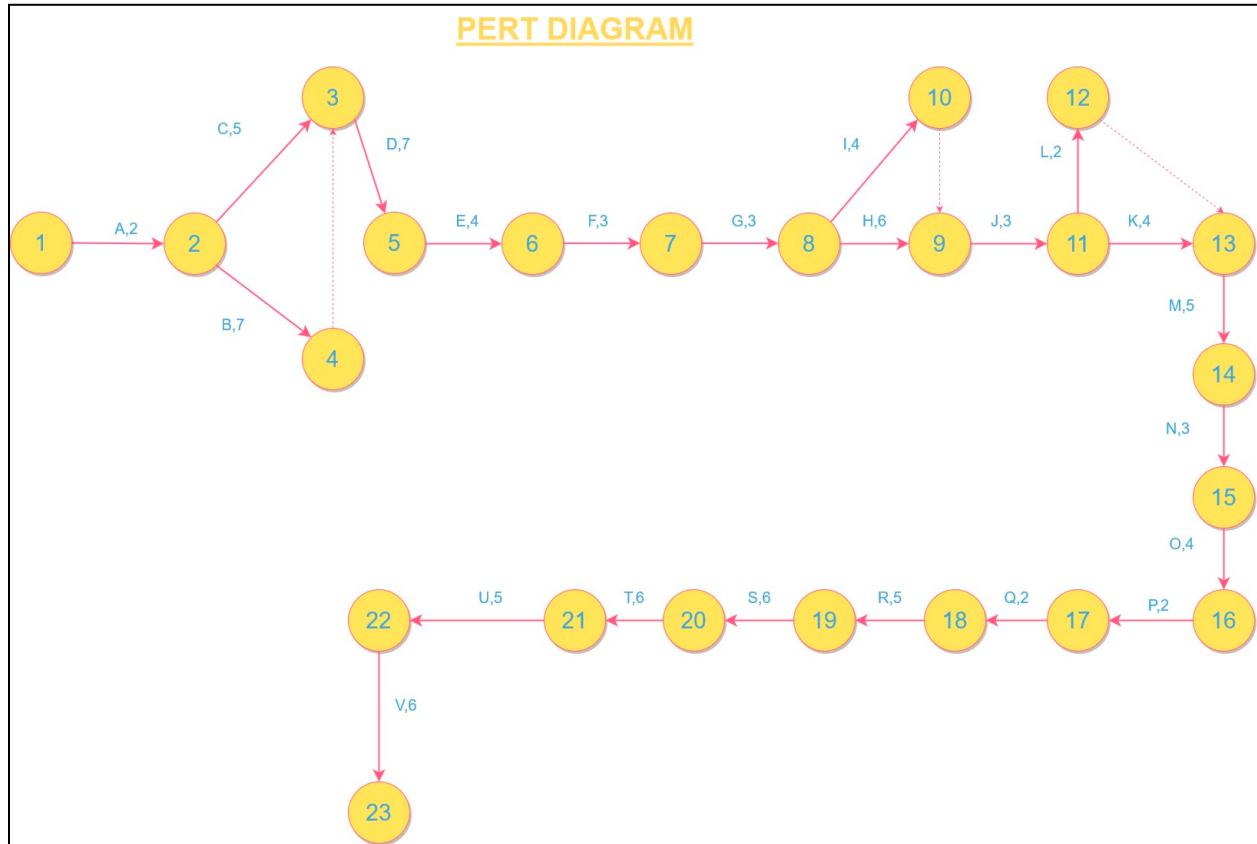 PERT DIAGRAM
3
10
12
C,5
D,7
I,4
L,2
1
A,2
2
5
E,4
6
F,3
7
G,3
8
H,6
9
J,3
11
K,4
13
B,7
4
M,5
14
N,3
15
O,4
22
U,5
21
T,6
20
S,6
19
R,5
18
Q,2
17
P,2
16
V,6
23